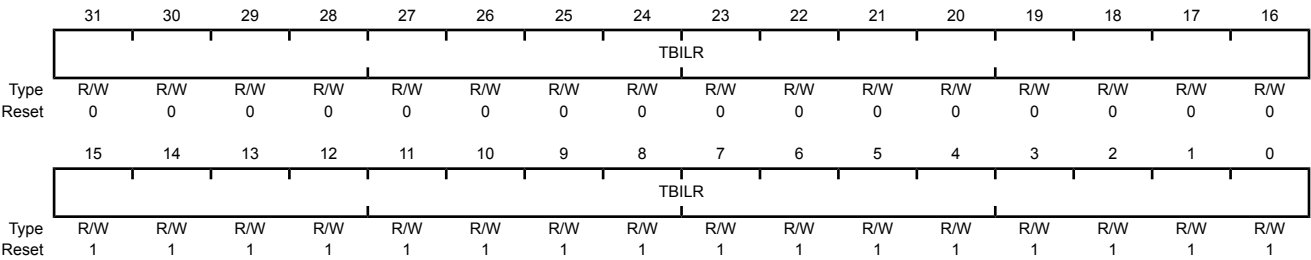 31 30 29 28 27 26 25 24 23 22 21 20 19 18 17 16
TBILR
Type R/W R/W R/W R/W R/W R/W R/W R/W R/W R/W R/W R/W R/W R/W R/W R/W
Reset 0 0 0 0 0 0 0 0 0 0 0 0 0 0 0 0
15 14 13 12 11 10 9 8 7 6 5 4 3 2 1 0
TBILR
Type R/W R/W R/W R/W R/W R/W R/W R/W R/W R/W R/W R/W R/W R/W R/W R/W
Reset 1 1 1 1 1 1 1 1 1 1 1 1 1 1 1 1